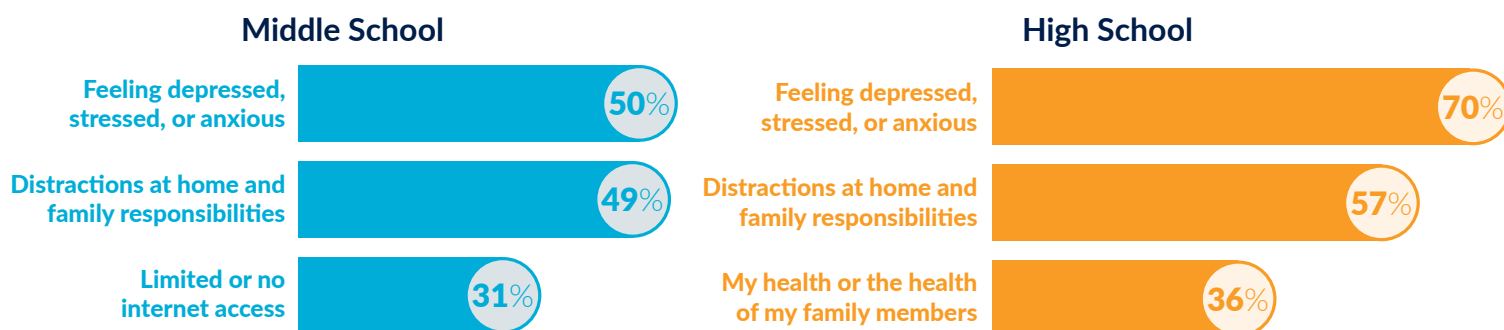 Middle School
Feeling depressed,
stressed, or anxious
50%
Distractions at home and
family responsibilities
49%
Limited or no
internet access
31%
High School
Feeling depressed,
stressed, or anxious
70%
Distractions at home and
family responsibilities
57%
My health or the health
of my family members
36%